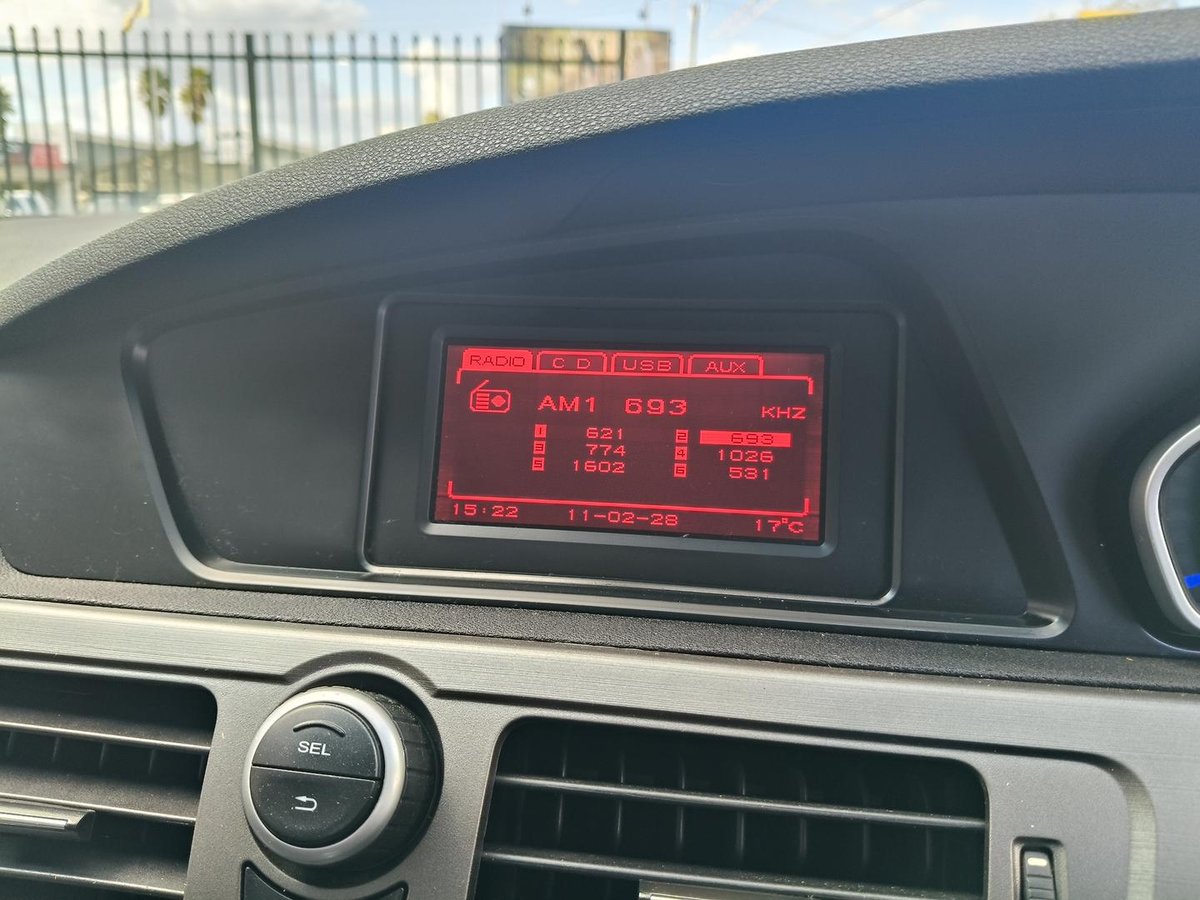 RADIO CD USB AUX
AM1 693 KHZ
1 621 2 693
3 774 4 1026
5 1602 6 531
15:22 11-02-28 17°C
SEL